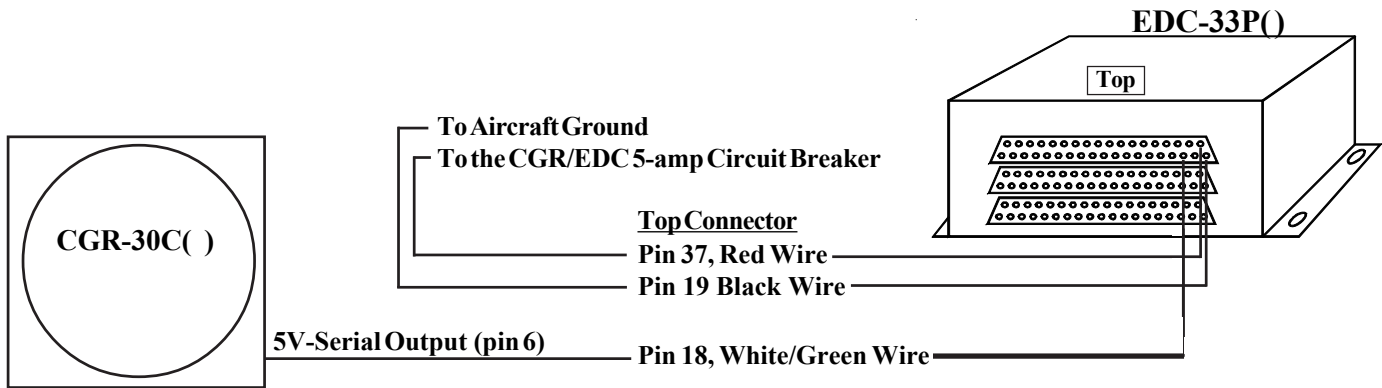 EDC-33P()
Top
To Aircraft Ground
To the CGR/EDC 5-amp Circuit Breaker
Top Connector
CGR-30C( )
Pin 37, Red Wire
Pin 19 Black Wire
5V-Serial Output (pin 6)
Pin 18, White/Green Wire